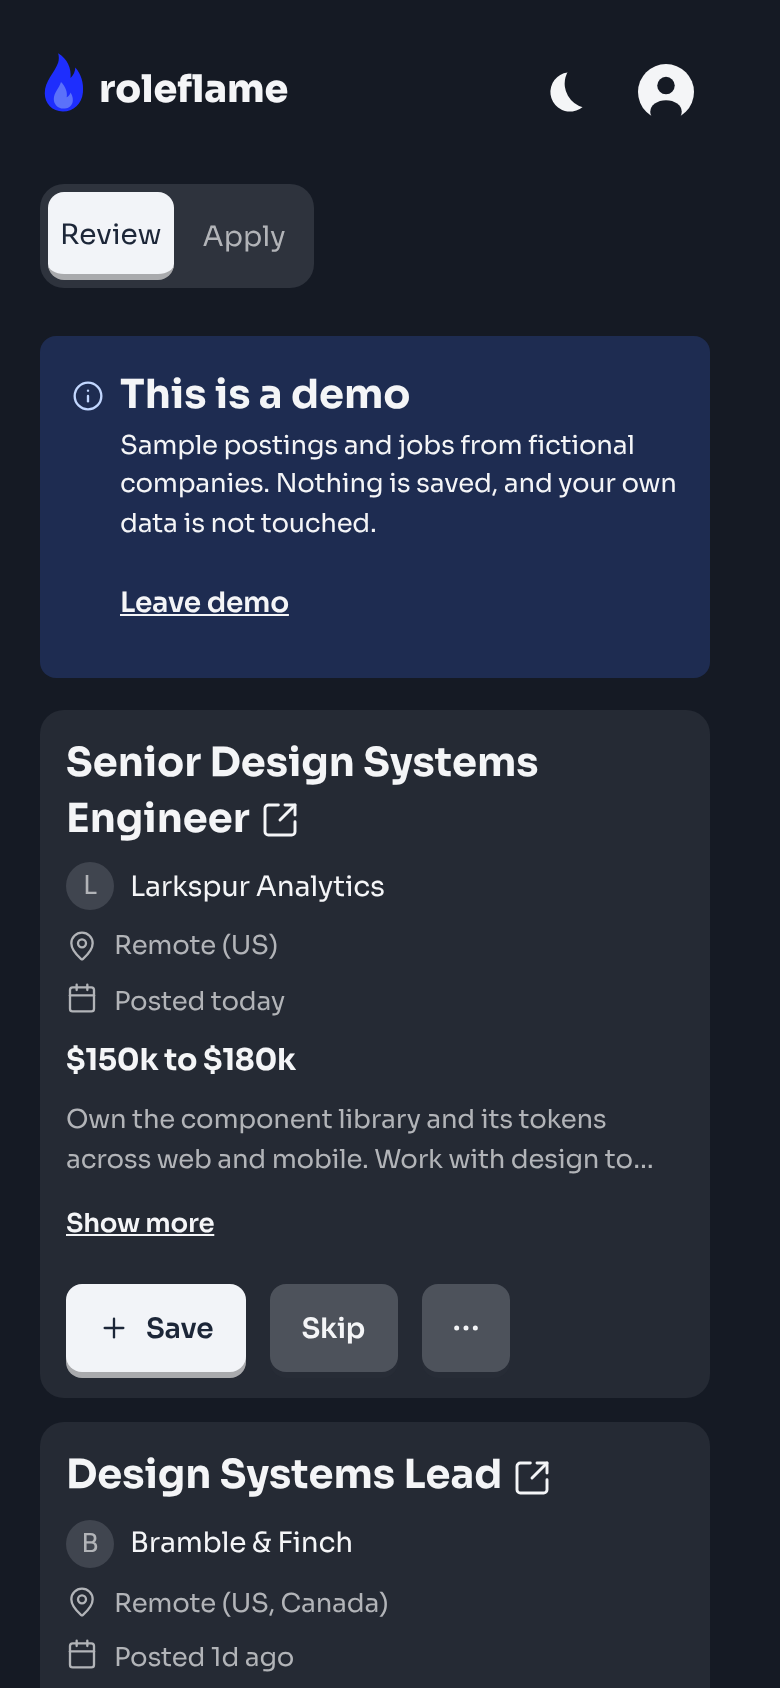 roleflame
Review
Apply
This is a demo
Sample postings and jobs from fictional
companies. Nothing is saved, and your own
data is not touched.
Leave demo
Senior Design Systems
Engineer
L
Larkspur Analytics
Remote (US)
Posted today
$150k to $180k
Own the component library and its tokens
across web and mobile. Work with design to...
Show more
Save
Skip
Design Systems Lead
B
Bramble & Finch
Remote (US, Canada)
Posted 1d ago